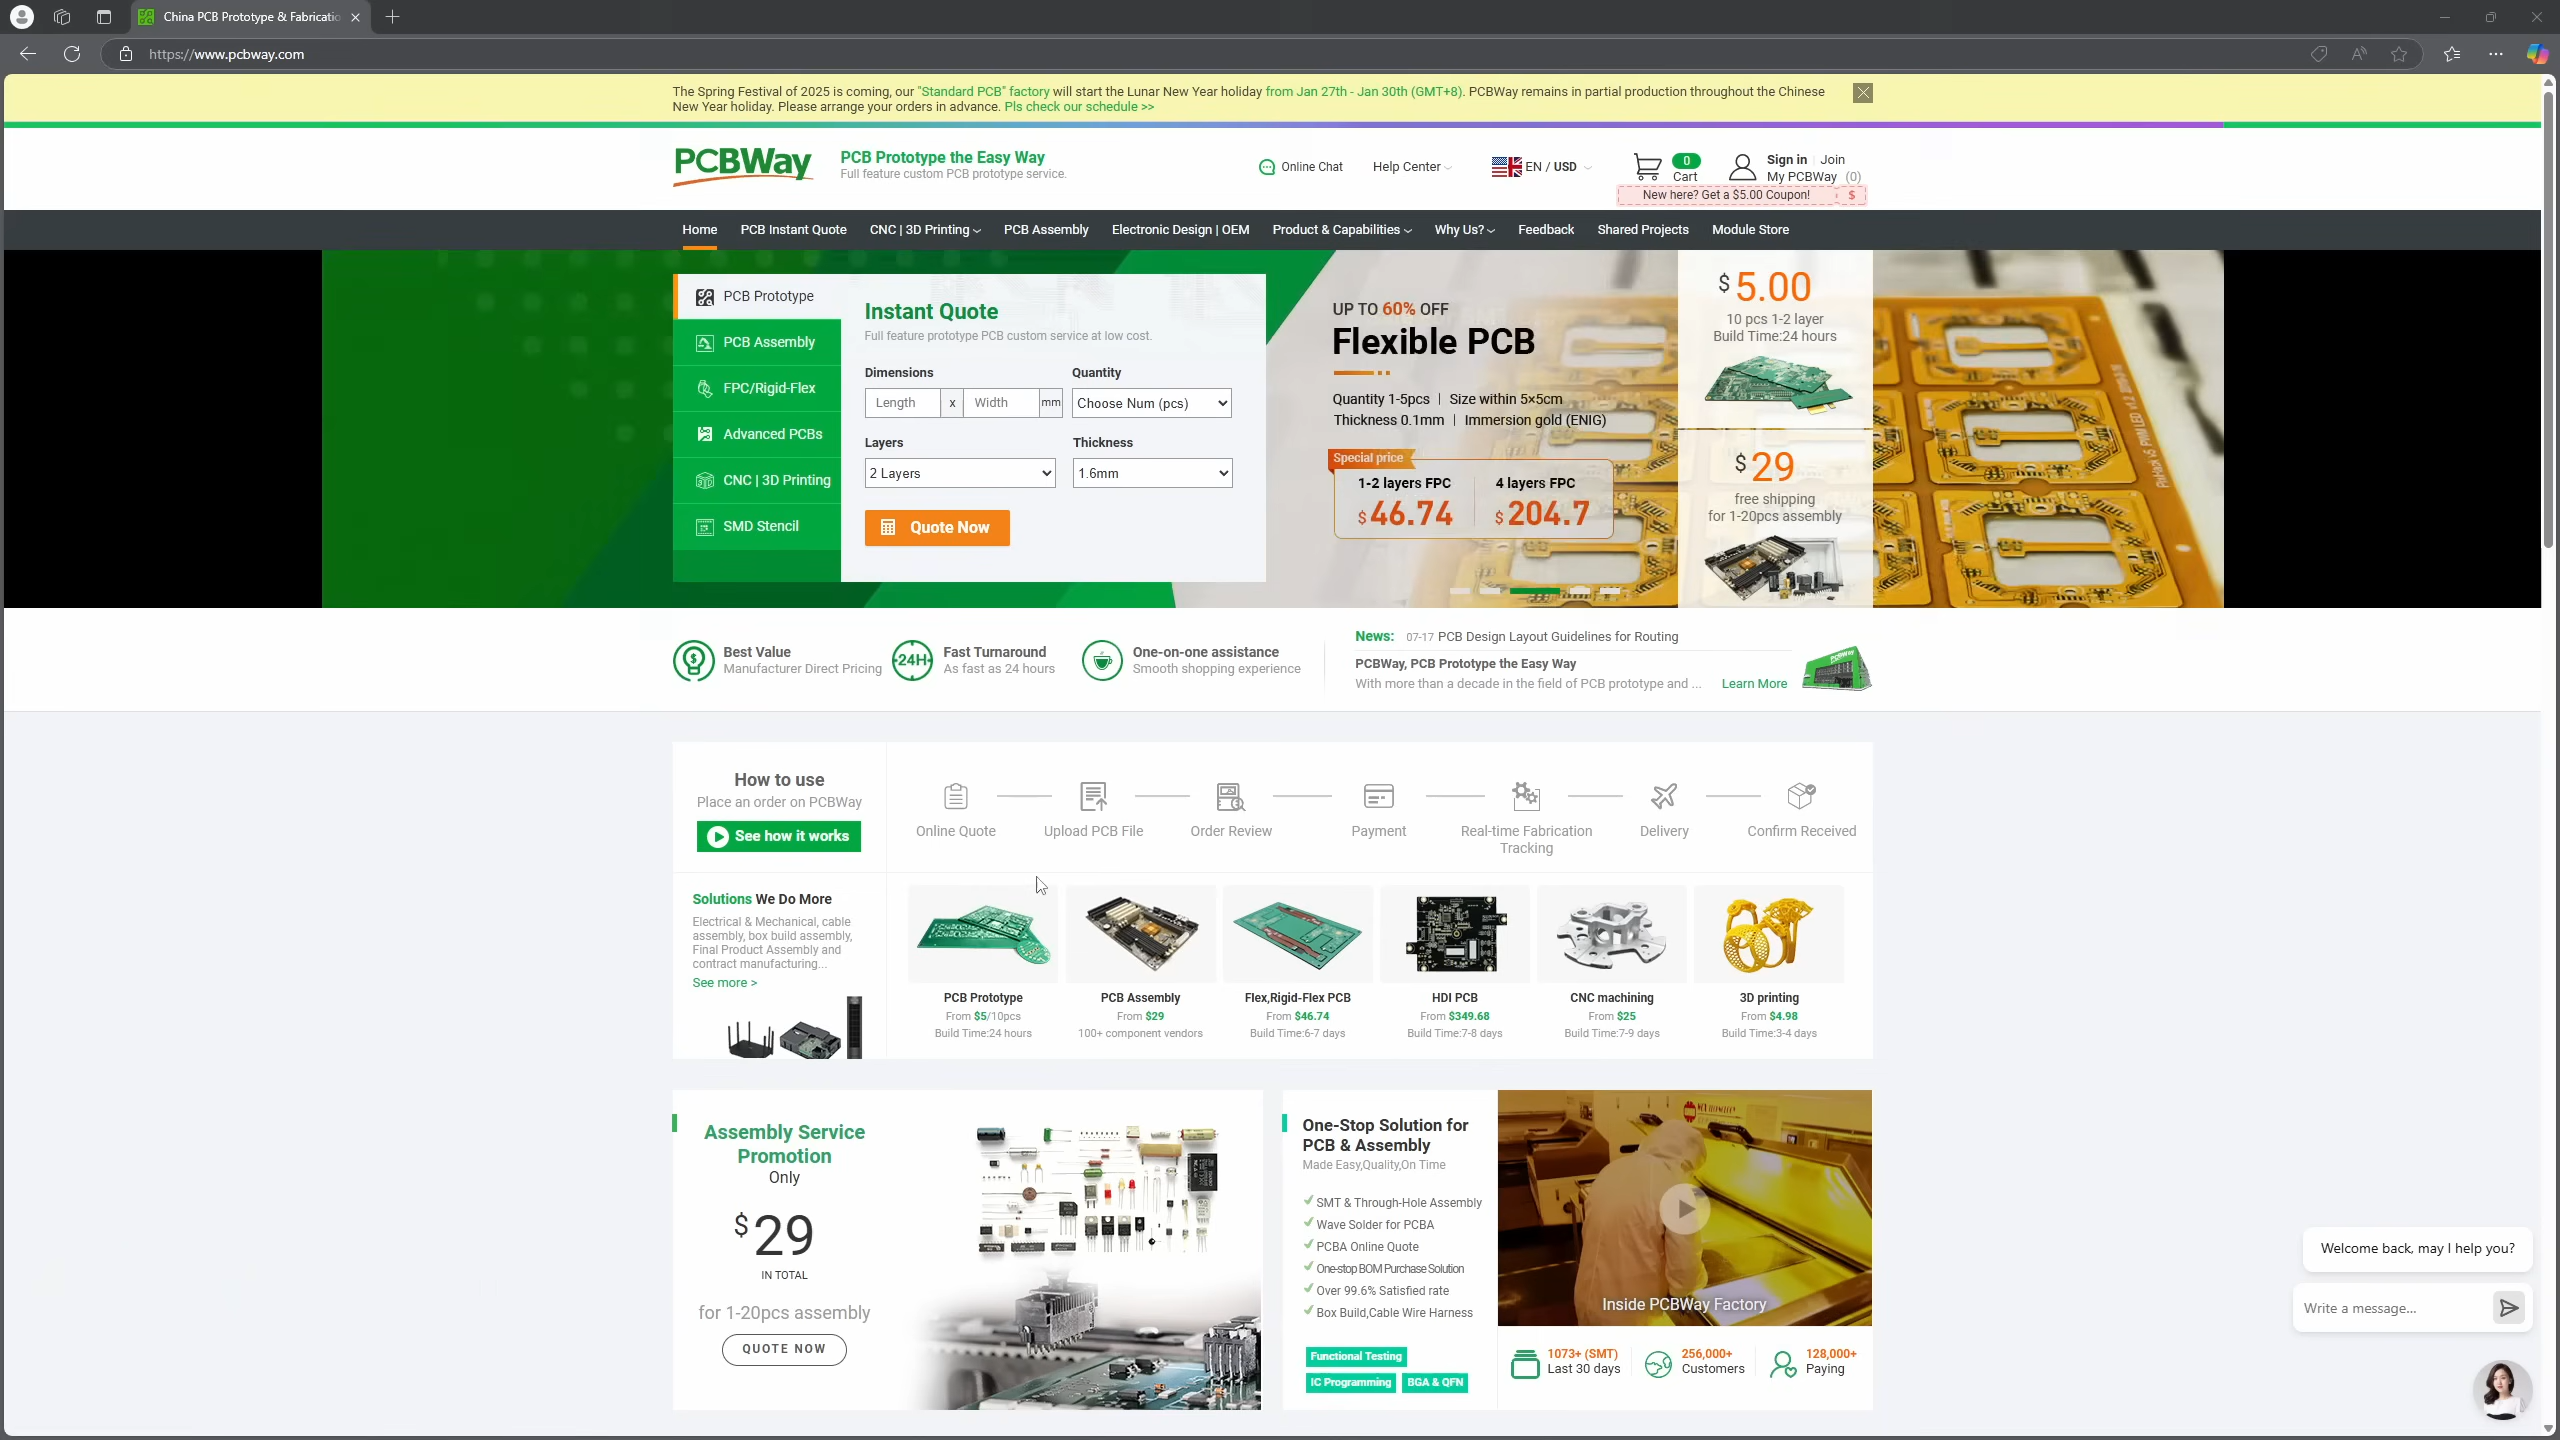 China PCB Prototype & Fabricatio
https://www.pcbway.com
The Spring Festival of 2025 is coming, our "Standard PCB" factory will start the Lunar New Year holiday from Jan 27th - Jan 30th (GMT+8). PCBWay remains in partial production throughout the Chinese
New Year holiday. Please arrange your orders in advance. Pls check our schedule >>
PCBWay
PCB Prototype the Easy Way
Full feature custom PCB prototype service.
Online Chat
Help Center
EN / USD
0
Cart
Sign in | Join
My PCBWay (0)
New here? Get a $5.00 Coupon! $
Home
PCB Instant Quote
CNC | 3D Printing
PCB Assembly
Electronic Design | OEM
Product & Capabilities
Why Us?
Feedback
Shared Projects
Module Store
PCB Prototype
PCB Assembly
FPC/Rigid-Flex
Advanced PCBs
CNC | 3D Printing
SMD Stencil
Instant Quote
Full feature prototype PCB custom service at low cost.
Dimensions
Quantity
Length x Width mm
Choose Num (pcs)
Layers
Thickness
2 Layers
1.6mm
Quote Now
UP TO 60% OFF
Flexible PCB
Quantity 1-5pcs | Size within 5×5cm
Thickness 0.1mm | Immersion gold (ENIG)
Special price
1-2 layers FPC
$46.74
4 layers FPC
$204.7
$5.00
10 pcs 1-2 layer
Build Time:24 hours
$29
free shipping
for 1-20pcs assembly
Best Value
Manufacturer Direct Pricing
24H
Fast Turnaround
As fast as 24 hours
One-on-one assistance
Smooth shopping experience
News: 07-17 PCB Design Layout Guidelines for Routing
PCBWay, PCB Prototype the Easy Way
With more than a decade in the field of PCB prototype and ... Learn More
How to use
Place an order on PCBWay
See how it works
Online Quote
Upload PCB File
Order Review
Payment
Real-time Fabrication
Tracking
Delivery
Confirm Received
Solutions We Do More
Electrical & Mechanical, cable
assembly, box build assembly,
Final Product Assembly and
contract manufacturing...
See more >
PCB Prototype
From $5/10pcs
Build Time:24 hours
PCB Assembly
From $29
100+ component vendors
Flex,Rigid-Flex PCB
From $46.74
Build Time:6-7 days
HDI PCB
From $349.68
Build Time:7-8 days
CNC machining
From $25
Build Time:7-9 days
3D printing
From $4.98
Build Time:3-4 days
Assembly Service
Promotion
Only
$29
IN TOTAL
for 1-20pcs assembly
QUOTE NOW
One-Stop Solution for
PCB & Assembly
Made Easy,Quality,On Time
SMT & Through-Hole Assembly
Wave Solder for PCBA
PCBA Online Quote
One-stop BOM Purchase Solution
Over 99.6% Satisfied rate
Box Build,Cable Wire Harness
Functional Testing
IC Programming
BGA & QFN
Inside PCBWay Factory
1073+ (SMT)
Last 30 days
256,000+
Customers
128,000+
Paying
Welcome back, may I help you?
Write a message...